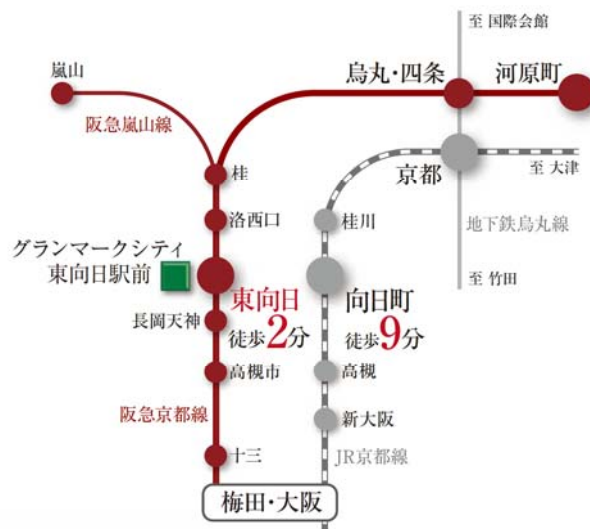 至 国際会館
嵐山
烏丸・四条
河原町
阪急嵐山線
京都
至 大津
桂
洛西口
桂川
地下鉄烏丸線
グランマークシティ
東向日駅前
東向日
徒歩2分
向日町
徒歩9分
至 竹田
長岡天神
高槻市
高槻
阪急京都線
新大阪
十三
JR京都線
梅田・大阪